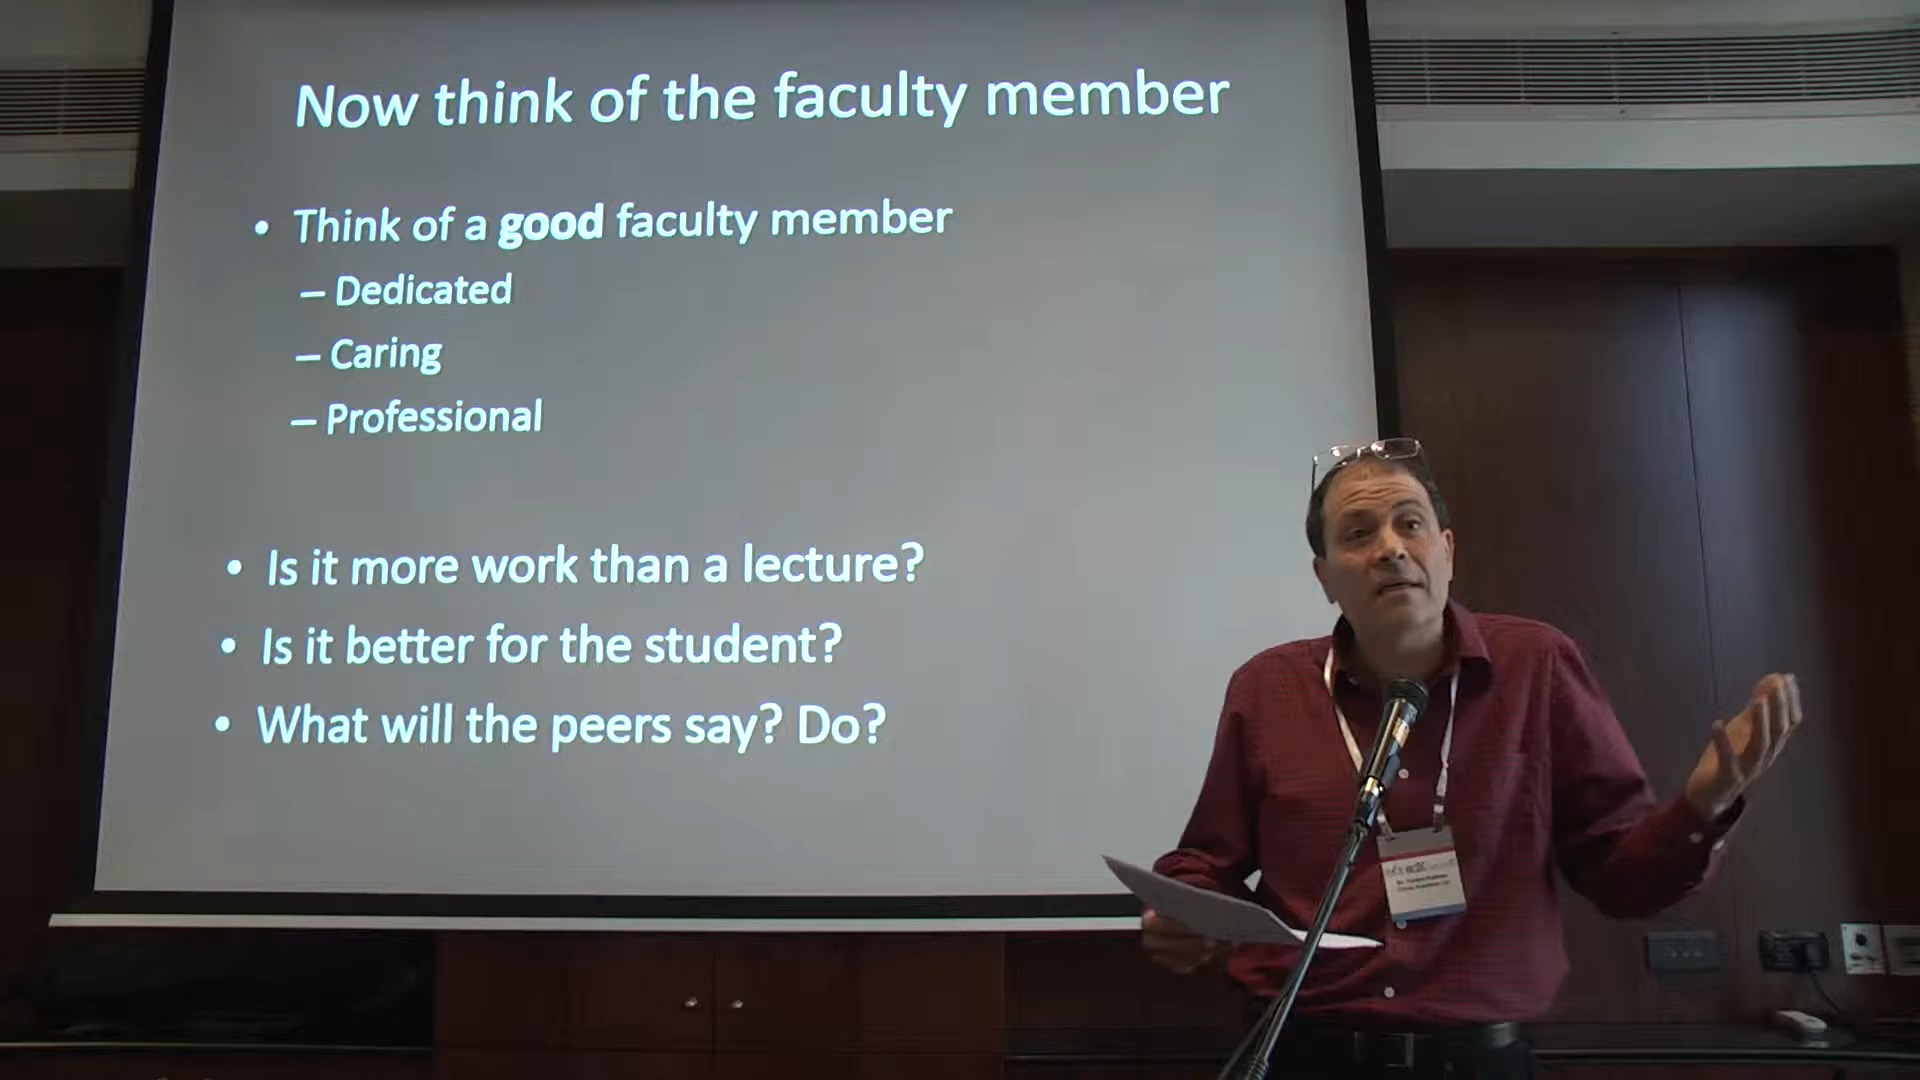 Now think of the faculty member
• Think of a good faculty member
– Dedicated
– Caring
– Professional
• Is it more work than a lecture?
• Is it better for the student?
• What will the peers say? Do?